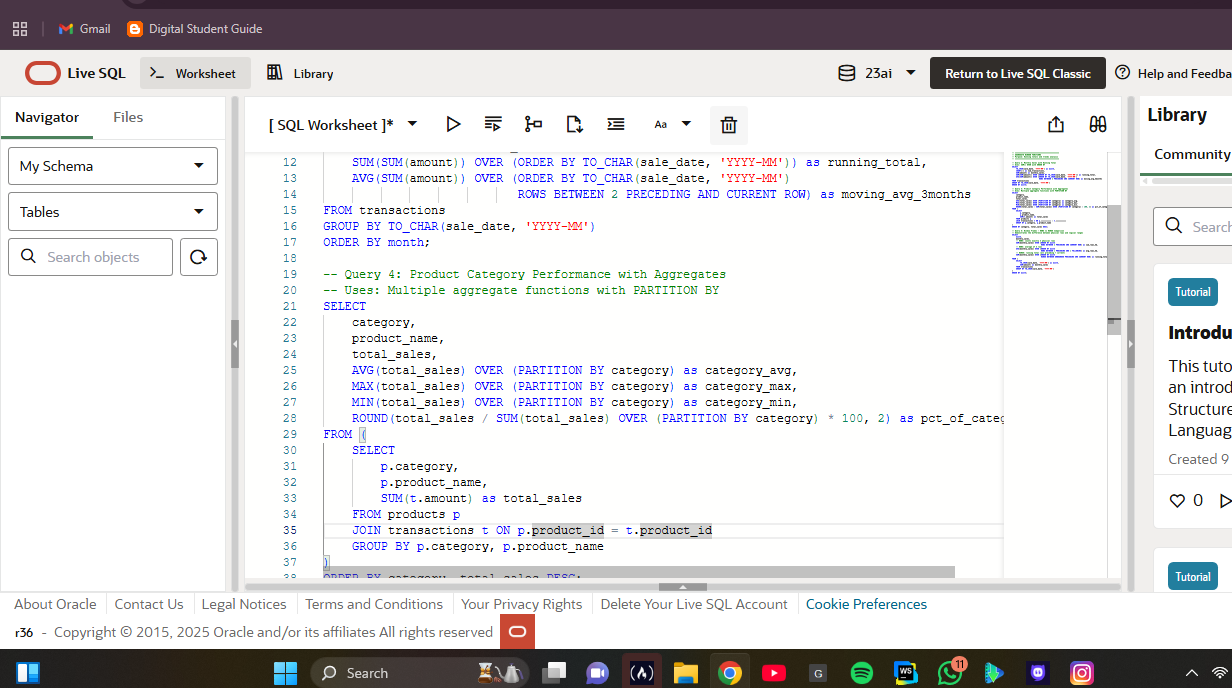 Gmail
Digital Student Guide
Live SQL
Worksheet
Library
23ai
Return to Live SQL Classic
Help and Feedba
Navigator
Files
My Schema
Tables
Search objects
[ SQL Worksheet ]*
Aa
12 SUM(SUM(amount)) OVER (ORDER BY TO_CHAR(sale_date, 'YYYY-MM')) as running_total,
13 AVG(SUM(amount)) OVER (ORDER BY TO_CHAR(sale_date, 'YYYY-MM')
14 ROWS BETWEEN 2 PRECEDING AND CURRENT ROW) as moving_avg_3months
15 FROM transactions
16 GROUP BY TO_CHAR(sale_date, 'YYYY-MM')
17 ORDER BY month;
18
19 -- Query 4: Product Category Performance with Aggregates
20 -- Uses: Multiple aggregate functions with PARTITION BY
21 SELECT
22 category,
23 product_name,
24 total_sales,
25 AVG(total_sales) OVER (PARTITION BY category) as category_avg,
26 MAX(total_sales) OVER (PARTITION BY category) as category_max,
27 MIN(total_sales) OVER (PARTITION BY category) as category_min,
28 ROUND(total_sales / SUM(total_sales) OVER (PARTITION BY category) * 100, 2) as pct_of_categ
29 FROM (
30 SELECT
31 p.category,
32 p.product_name,
33 SUM(t.amount) as total_sales
34 FROM products p
35 JOIN transactions t ON p.product_id = t.product_id
36 GROUP BY p.category, p.product_name
37 )
38 ORDER BY category, total_sales DESC;
Library
Community
Search
Tutorial
Introdu
This tuto
an introd
Structure
Languag
Created 9
0
Tutorial
About Oracle
Contact Us
Legal Notices
Terms and Conditions
Your Privacy Rights
Delete Your Live SQL Account
Cookie Preferences
r36 - Copyright © 2015, 2025 Oracle and/or its affiliates All rights reserved
Search
G
WS
11